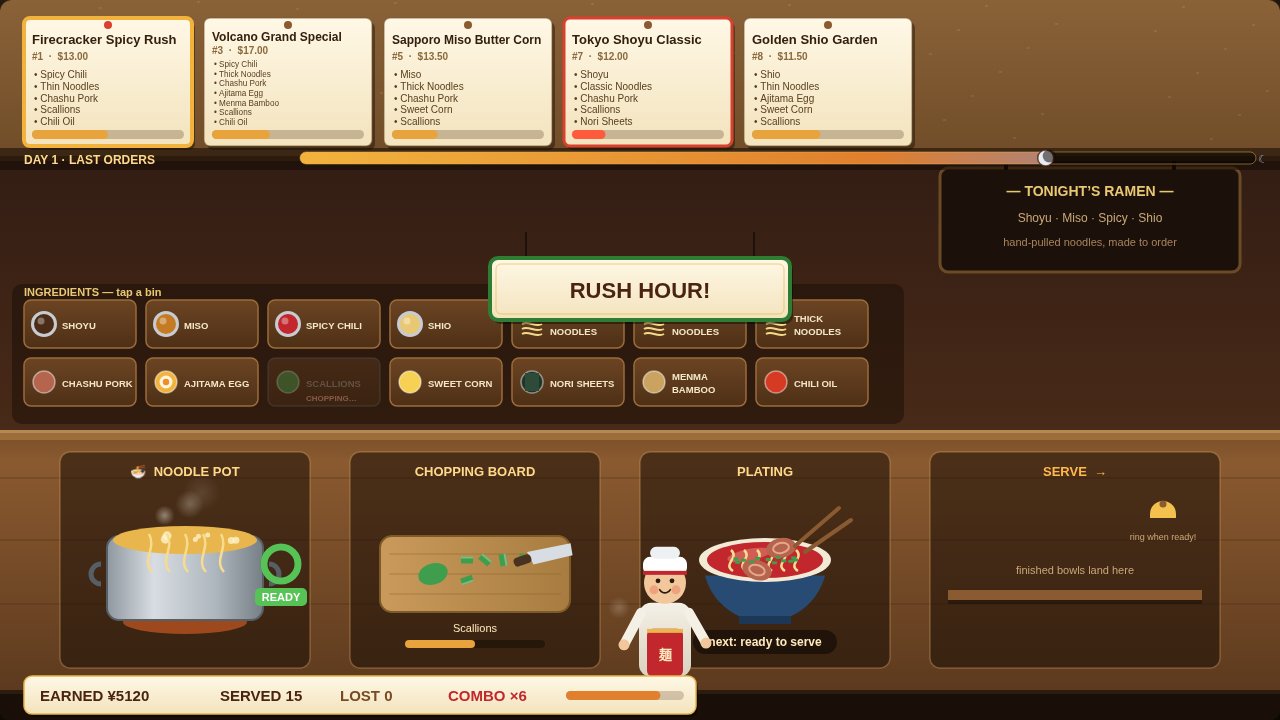 Firecracker Spicy Rush
#1 · $13.00
• Spicy Chili
• Thin Noodles
• Chashu Pork
• Scallions
• Chili Oil
Volcano Grand Special
#3 · $17.00
• Spicy Chili
• Thick Noodles
• Chashu Pork
• Ajitama Egg
• Menma Bamboo
• Scallions
• Chili Oil
Sapporo Miso Butter Corn
#5 · $13.50
• Miso
• Thick Noodles
• Chashu Pork
• Sweet Corn
• Scallions
Tokyo Shoyu Classic
#7 · $12.00
• Shoyu
• Classic Noodles
• Chashu Pork
• Scallions
• Nori Sheets
Golden Shio Garden
#8 · $11.50
• Shio
• Thin Noodles
• Ajitama Egg
• Sweet Corn
• Scallions
DAY 1 · LAST ORDERS
— TONIGHT’S RAMEN —
Shoyu · Miso · Spicy · Shio
hand-pulled noodles, made to order
RUSH HOUR!
INGREDIENTS — tap a bin
SHOYU
MISO
SPICY CHILI
SHIO
NOODLES
NOODLES
THICK
NOODLES
CHASHU PORK
AJITAMA EGG
SCALLIONS
CHOPPING...
SWEET CORN
NORI SHEETS
MENMA
BAMBOO
CHILI OIL
NOODLE POT
READY
CHOPPING BOARD
Scallions
PLATING
麺
next: ready to serve
SERVE →
ring when ready!
finished bowls land here
EARNED ¥5120
SERVED 15
LOST 0
COMBO ×6